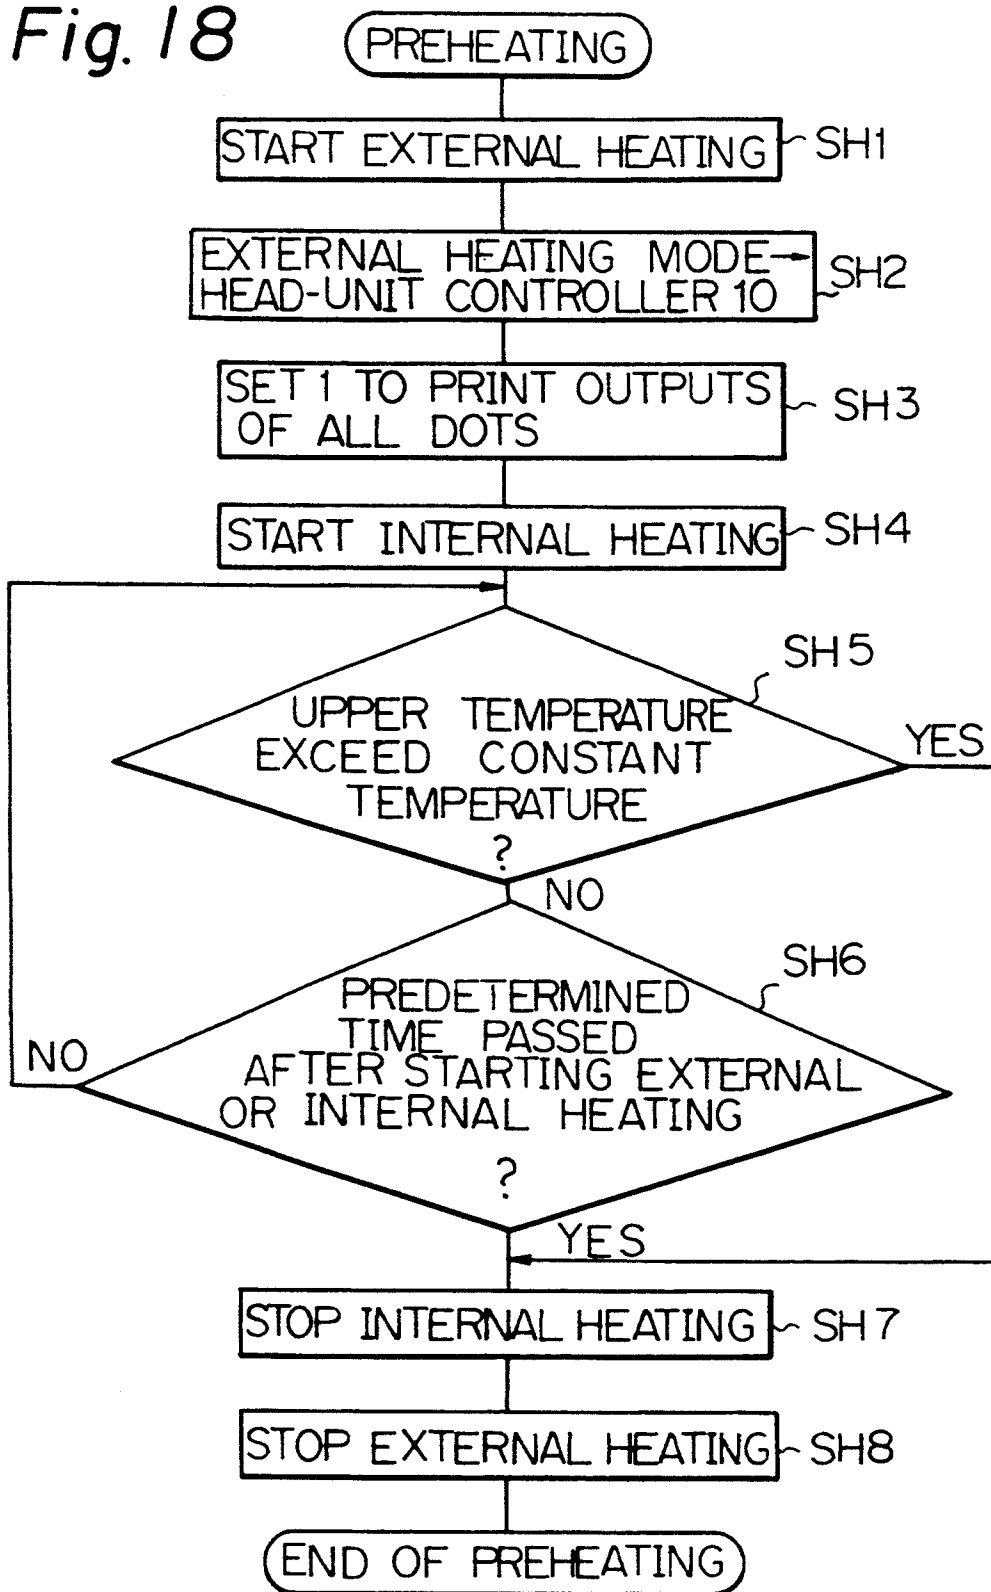 Fig. 18
PREHEATING
START EXTERNAL HEATING
SH1
EXTERNAL HEATING MODE→
HEAD-UNIT CONTROLLER 10
SH2
SET 1 TO PRINT OUTPUTS
OF ALL DOTS
SH3
START INTERNAL HEATING
SH4
SH5
UPPER TEMPERATURE
EXCEED CONSTANT
TEMPERATURE
?
YES
NO
SH6
PREDETERMINED
TIME PASSED
AFTER STARTING EXTERNAL
OR INTERNAL HEATING
?
NO
YES
STOP INTERNAL HEATING
SH7
STOP EXTERNAL HEATING
SH8
END OF PREHEATING